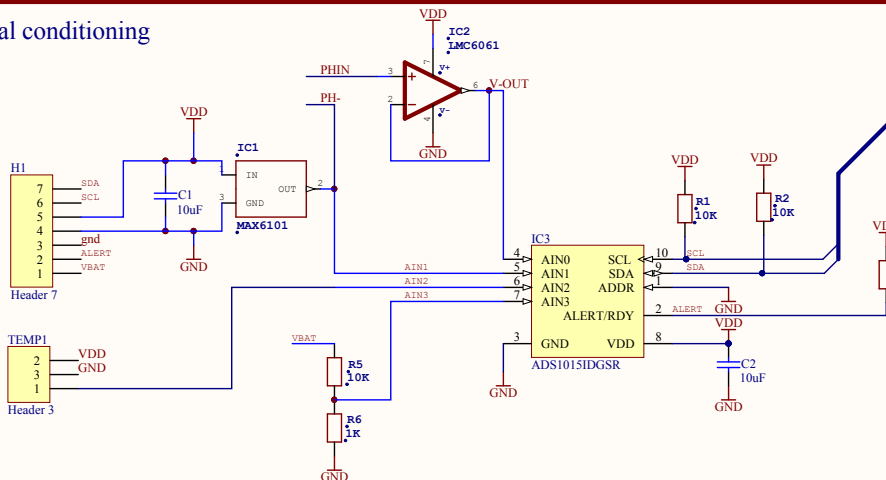 al conditioning
VDD
IC2
LMC6061
7
V+
PHIN
3
6
V-OUT
PH-
2
4
V-
GND
VDD
IC1
1
IN
OUT
2
3
GND
MAX6101
C1
10uF
GND
H1
7
SDA
6
SCL
5
4
3
gnd
2
ALERT
1
VBAT
Header 7
TEMP1
2
VDD
3
GND
1
Header 3
AIN1
AIN2
AIN3
VBAT
R5
10K
R6
1K
GND
IC3
4
AIN0
5
AIN1
6
AIN2
7
AIN3
3
GND
SCL
10
SCL
SDA
9
SDA
ADDR
1
ALERT/RDY
2
ALERT
VDD
8
ADS1015IDGSR
GND
VDD
R1
10K
VDD
R2
10K
GND
VDD
C2
10uF
GND
VD